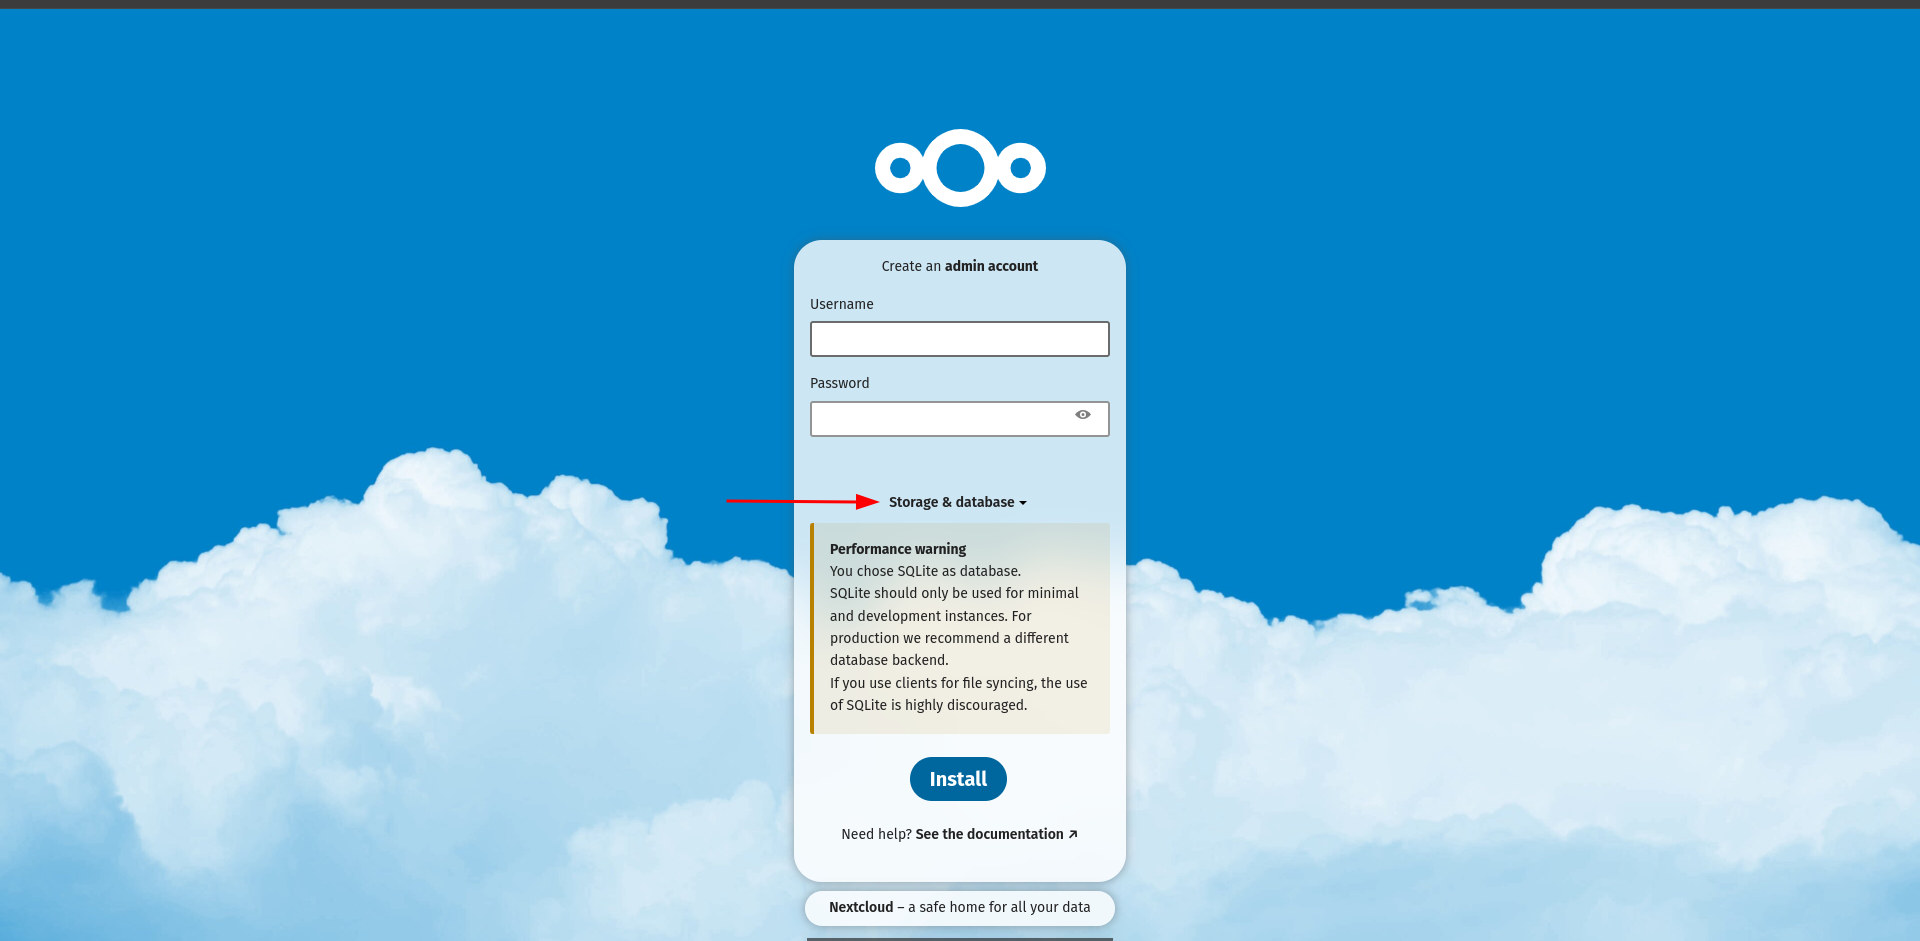 Create an admin account
Username
Password
Storage & database
Performance warning
You chose SQLite as database.
SQLite should only be used for minimal
and development instances. For
production we recommend a different
database backend.
If you use clients for file syncing, the use
of SQLite is highly discouraged.
Install
Need help? See the documentation ↗
Nextcloud – a safe home for all your data